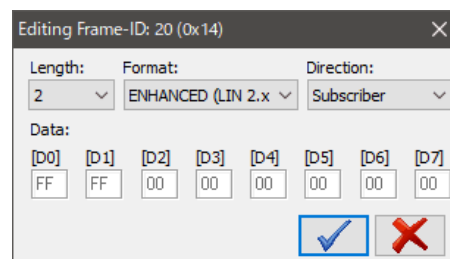 Editing Frame-ID: 20 (0x14)
Length: Format: Direction:
2 ENHANCED (LIN 2.x Subscriber
Data:
[D0] [D1] [D2] [D3] [D4] [D5] [D6] [D7]
FF FF 00 00 00 00 00 00